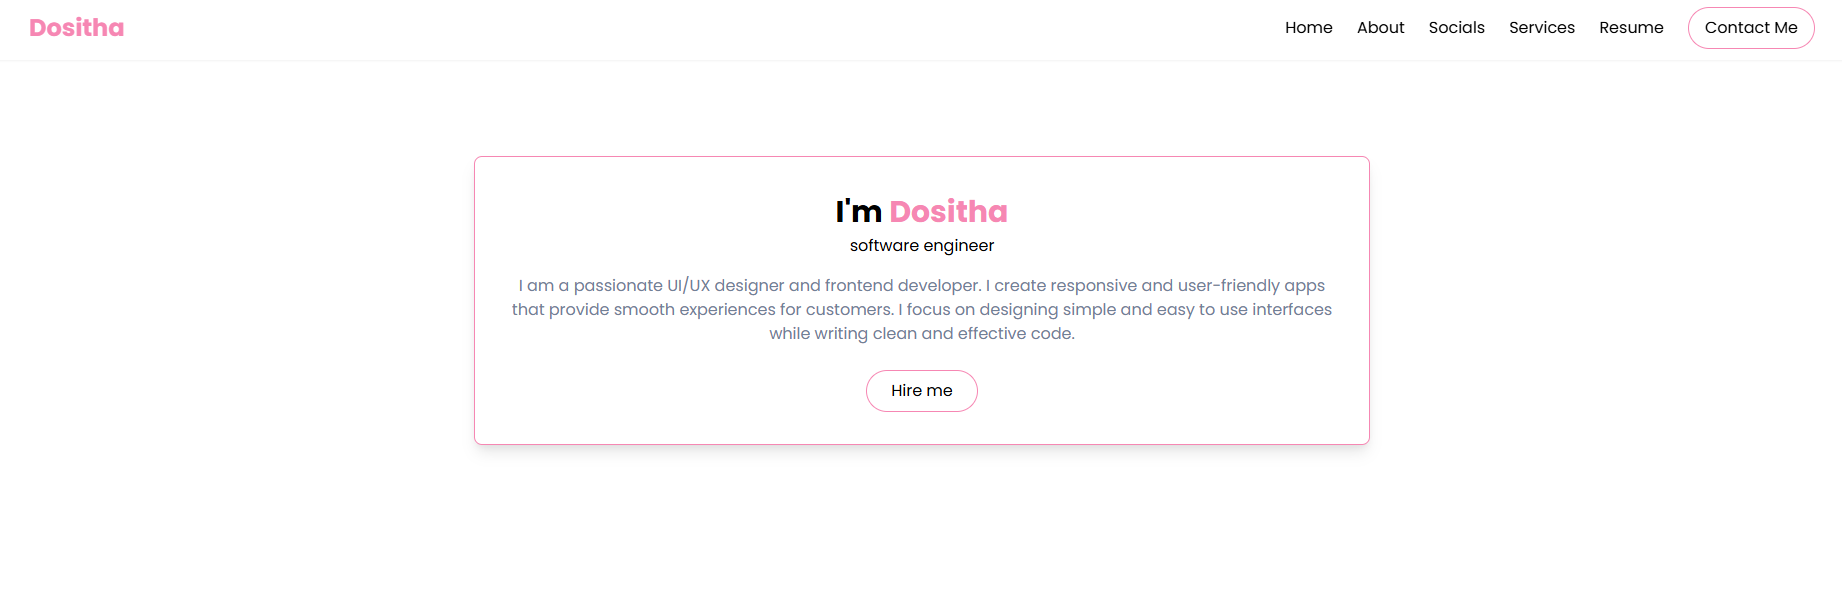 Dositha
Home About Socials Services Resume Contact Me
I'm Dositha
software engineer
I am a passionate UI/UX designer and frontend developer. I create responsive and user-friendly apps
that provide smooth experiences for customers. I focus on designing simple and easy to use interfaces
while writing clean and effective code.
Hire me